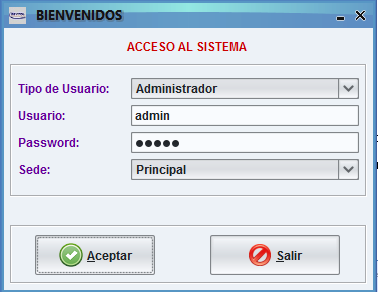 BIENVENIDOS
ACCESO AL SISTEMA
Tipo de Usuario: Administrador
Usuario: admin
Password: ●●●●●
Sede: Principal
Aceptar Salir